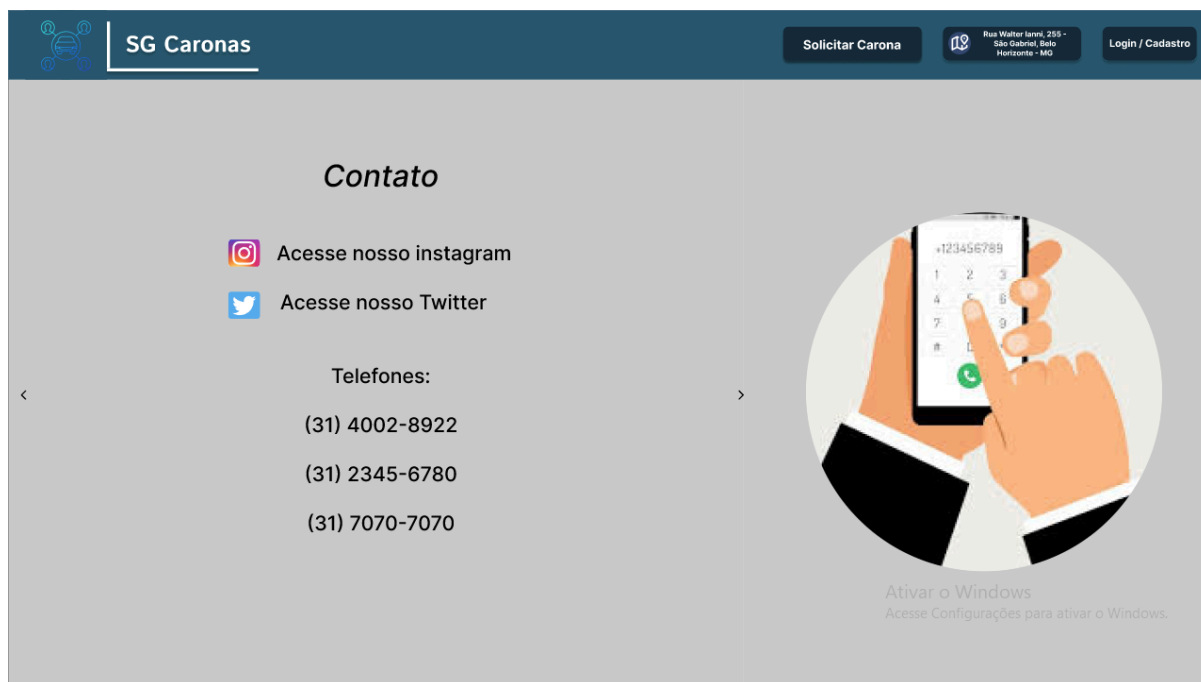 SG Caronas
Solicitar Carona
Rua Walter Ianni, 255 -
São Gabriel, Belo
Horizonte - MG
Login / Cadastro
Contato
Acesse nosso instagram
Acesse nosso Twitter
Telefones:
(31) 4002-8922
(31) 2345-6780
(31) 7070-7070
+123456789
1 2 3
4 5 6
7 9
#
Ativar o Windows
Acesse Configurações para ativar o Windows.